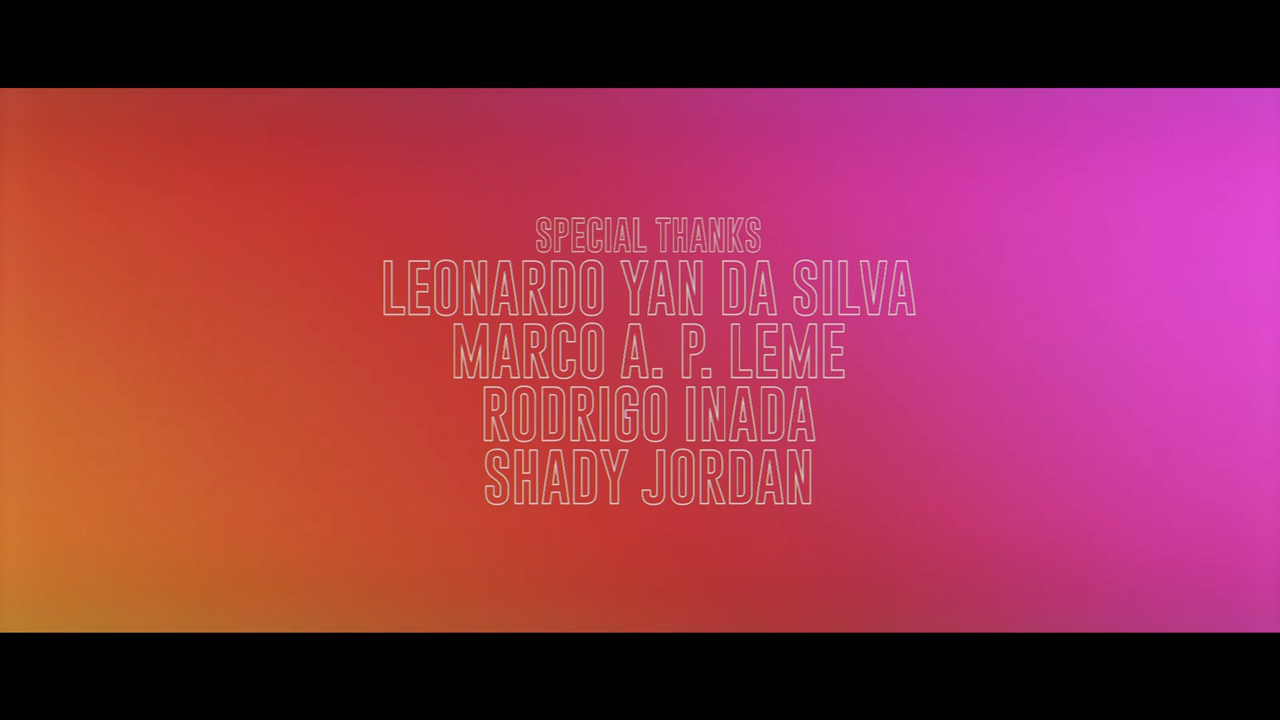 SPECIAL THANKS
LEONARDO YAN DA SILVA
MARCO A. P. LEME
RODRIGO INADA
SHADY JORDAN